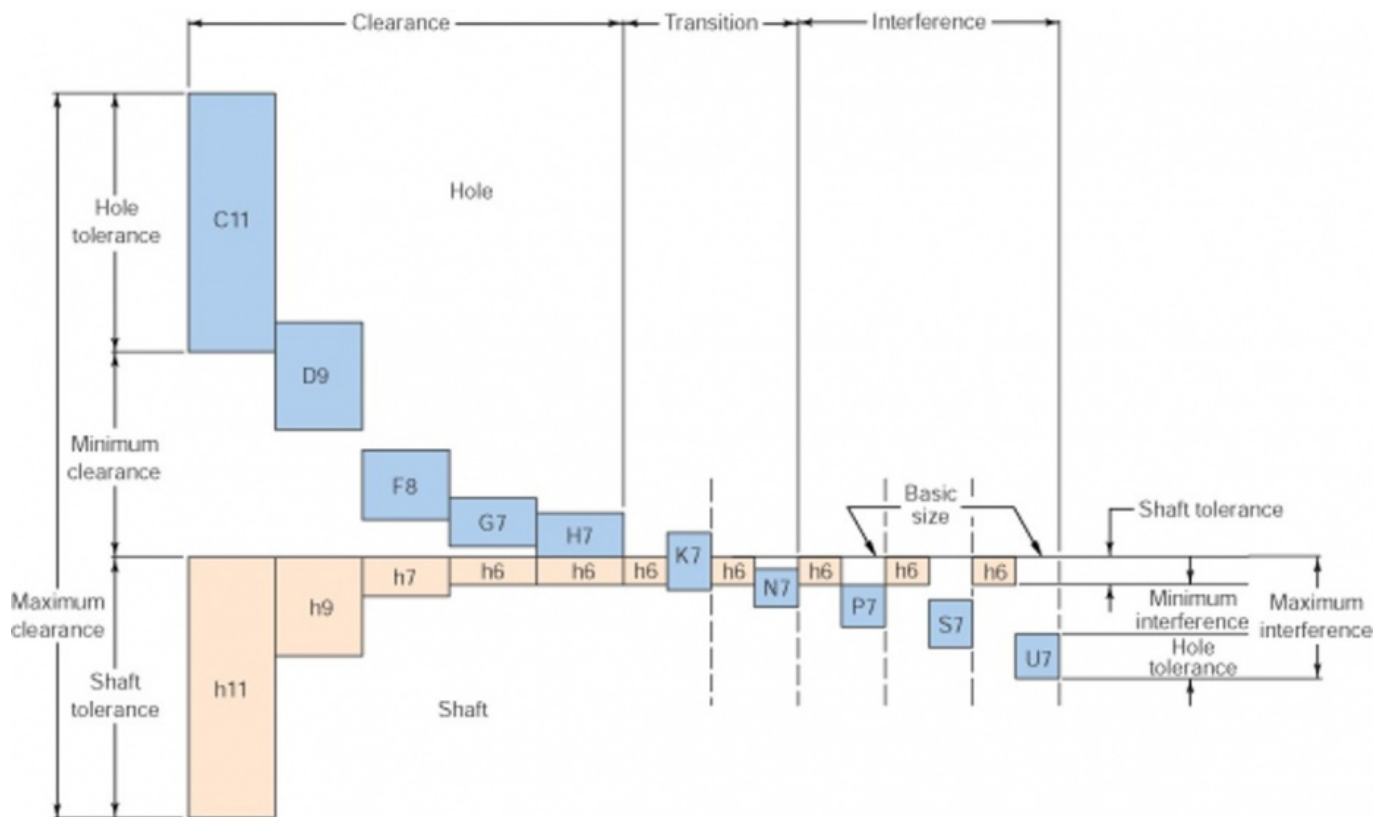 Clearance
Transition
Interference
Hole
tolerance
C11
Hole
D9
Minimum
clearance
F8
G7
H7
Basic
size
Shaft tolerance
K7
h11
h9
h7
h6
h6
h6
h6
N7
h6
P7
h6
S7
h6
U7
Maximum
clearance
Shaft
tolerance
Shaft
Minimum
interference
Hole
tolerance
Maximum
interference